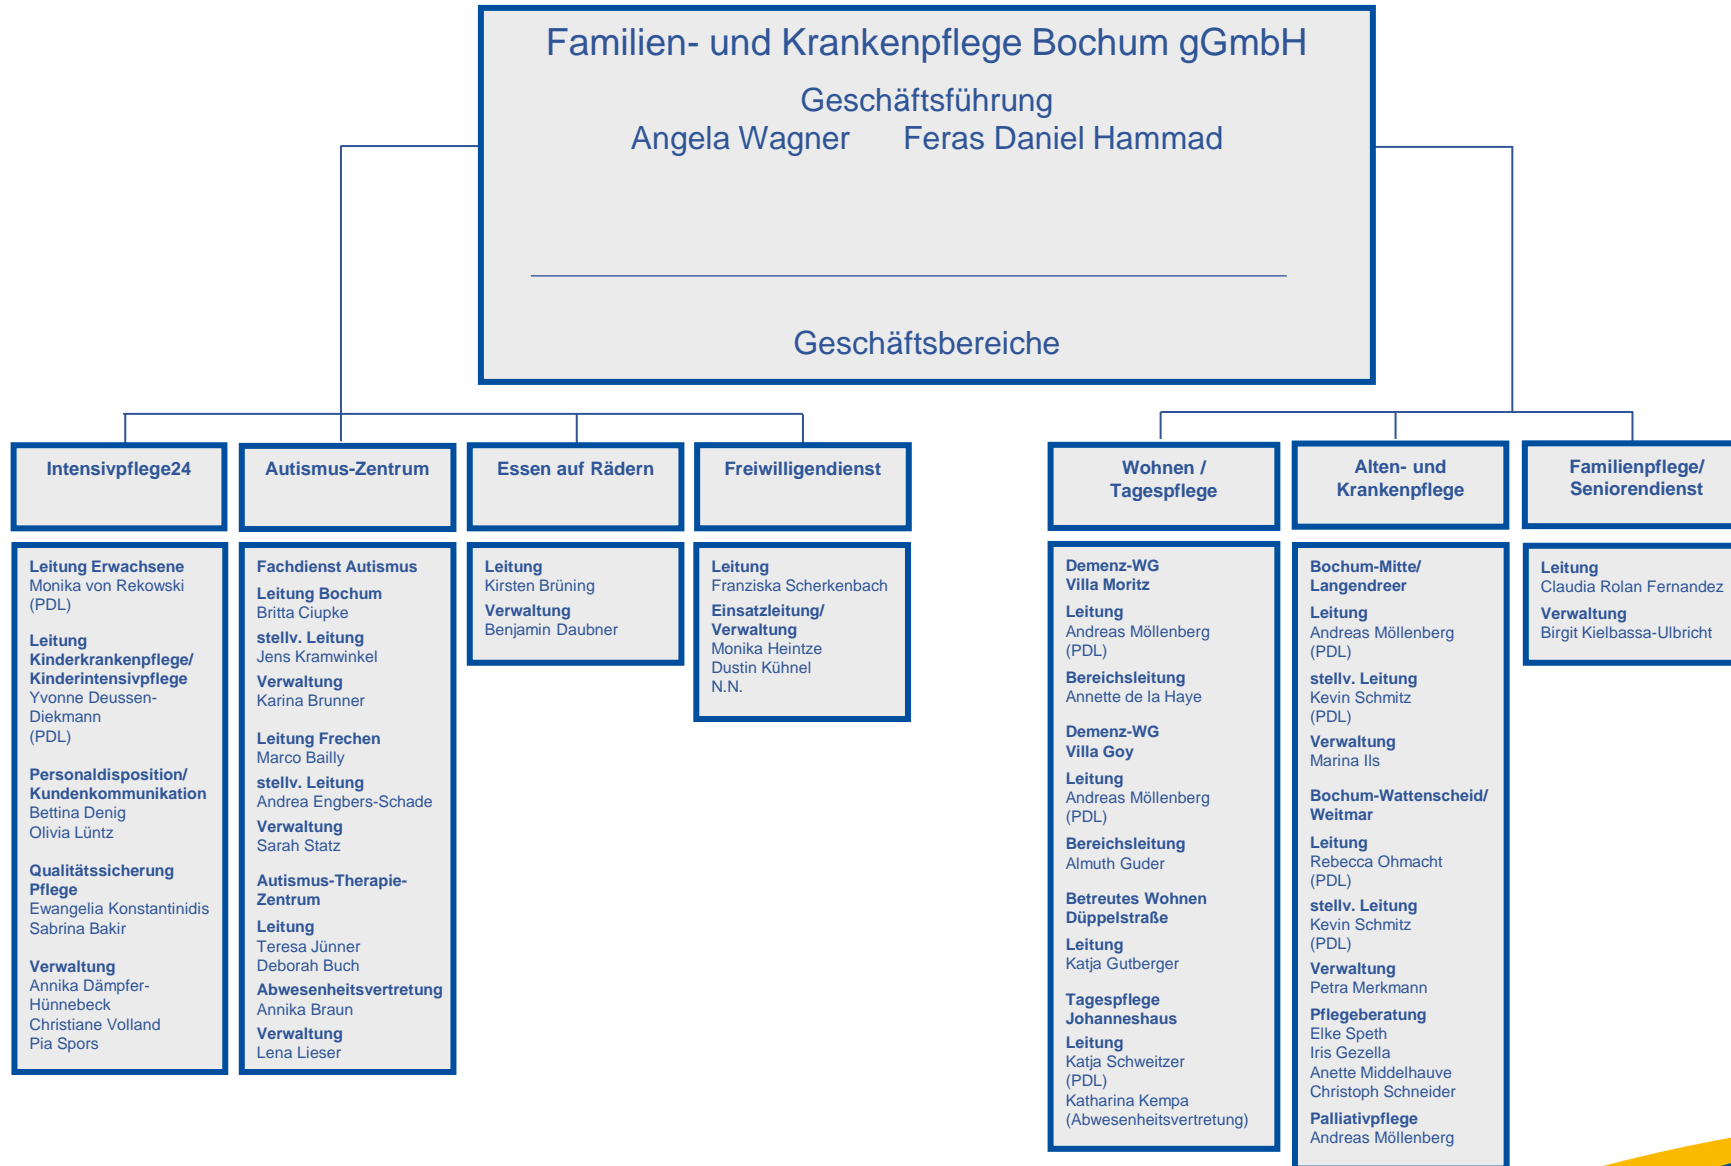 Familien- und Krankenpflege Bochum gGmbH
Geschäftsführung
Angela Wagner Feras Daniel Hammad
Geschäftsbereiche
Intensivpflege24
Leitung Erwachsene
Monika von Rekowski
(PDL)
Leitung
Kinderkrankenpflege/
Kinderintensivpflege
Yvonne Deussen-
Diekmann
(PDL)
Personaldisposition/
Kundenkommunikation
Bettina Denig
Olivia Lüntz
Qualitätssicherung
Pflege
Ewangelia Konstantinidis
Sabrina Bakir
Verwaltung
Annika Dämpfer-
Hünnebeck
Christiane Volland
Pia Spors
Autismus-Zentrum
Fachdienst Autismus
Leitung Bochum
Britta Ciupke
stellv. Leitung
Jens Kramwinkel
Verwaltung
Karina Brunner
Leitung Frechen
Marco Bailly
stellv. Leitung
Andrea Engbers-Schade
Verwaltung
Sarah Statz
Autismus-Therapie-
Zentrum
Leitung
Teresa Jünner
Deborah Buch
Abwesenheitsvertretung
Annika Braun
Verwaltung
Lena Lieser
Essen auf Rädern
Leitung
Kirsten Brüning
Verwaltung
Benjamin Daubner
Freiwilligendienst
Leitung
Franziska Scherkenbach
Einsatzleitung/
Verwaltung
Monika Heintze
Dustin Kühnel
N.N.
Wohnen /
Tagespflege
Demenz-WG
Villa Moritz
Leitung
Andreas Möllenberg
(PDL)
Bereichsleitung
Annette de la Haye
Demenz-WG
Villa Goy
Leitung
Andreas Möllenberg
(PDL)
Bereichsleitung
Almuth Guder
Betreutes Wohnen
Düppelstraße
Leitung
Katja Gutberger
Tagespflege
Johanneshaus
Leitung
Katja Schweitzer
(PDL)
Katharina Kempa
(Abwesenheitsvertretung)
Alten- und
Krankenpflege
Bochum-Mitte/
Langendreer
Leitung
Andreas Möllenberg
(PDL)
stellv. Leitung
Kevin Schmitz
(PDL)
Verwaltung
Marina Ils
Bochum-Wattenscheid/
Weitmar
Leitung
Rebecca Ohmacht
(PDL)
stellv. Leitung
Kevin Schmitz
(PDL)
Verwaltung
Petra Merkmann
Pflegeberatung
Elke Speth
Iris Gezella
Anette Middelhauve
Christoph Schneider
Palliativpflege
Andreas Möllenberg
Familienpflege/
Seniorendienst
Leitung
Claudia Rolan Fernandez
Verwaltung
Birgit Kielbassa-Ulbricht